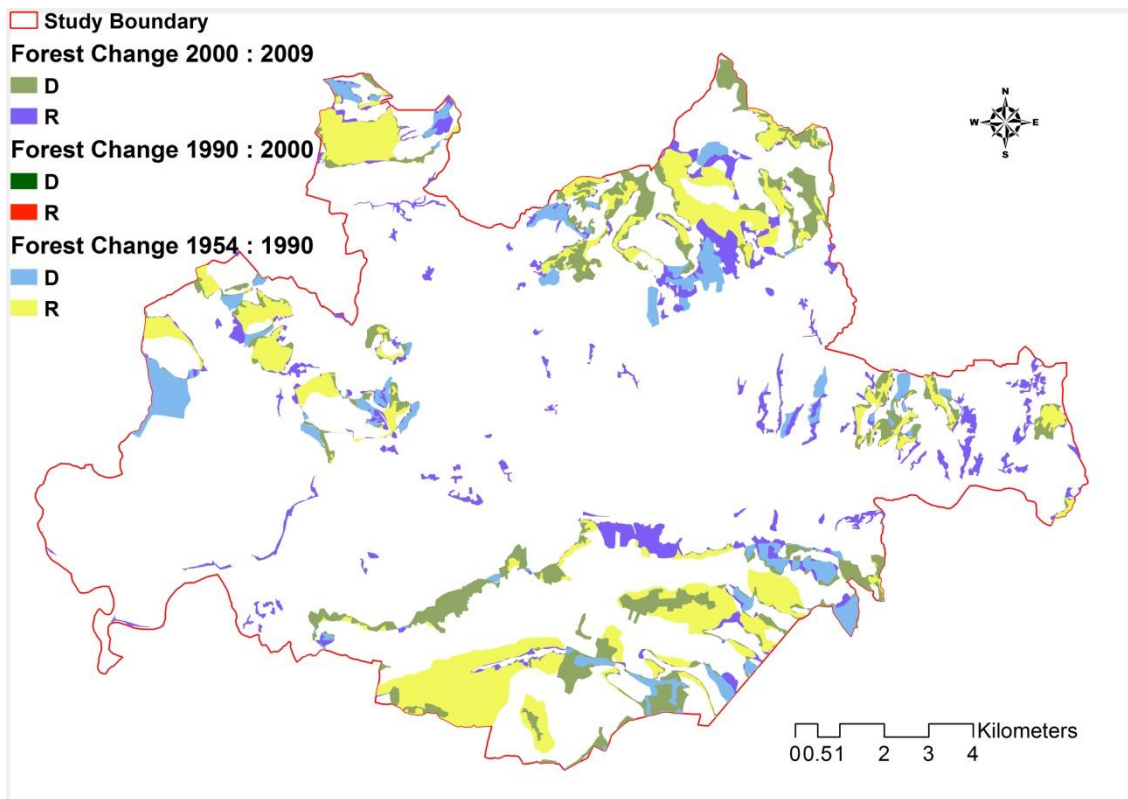 Study Boundary
Forest Change 2000 : 2009
D
R
Forest Change 1990 : 2000
D
R
Forest Change 1954 : 1990
D
R
N
W E
S
Kilometers
0 0.5 1 2 3 4